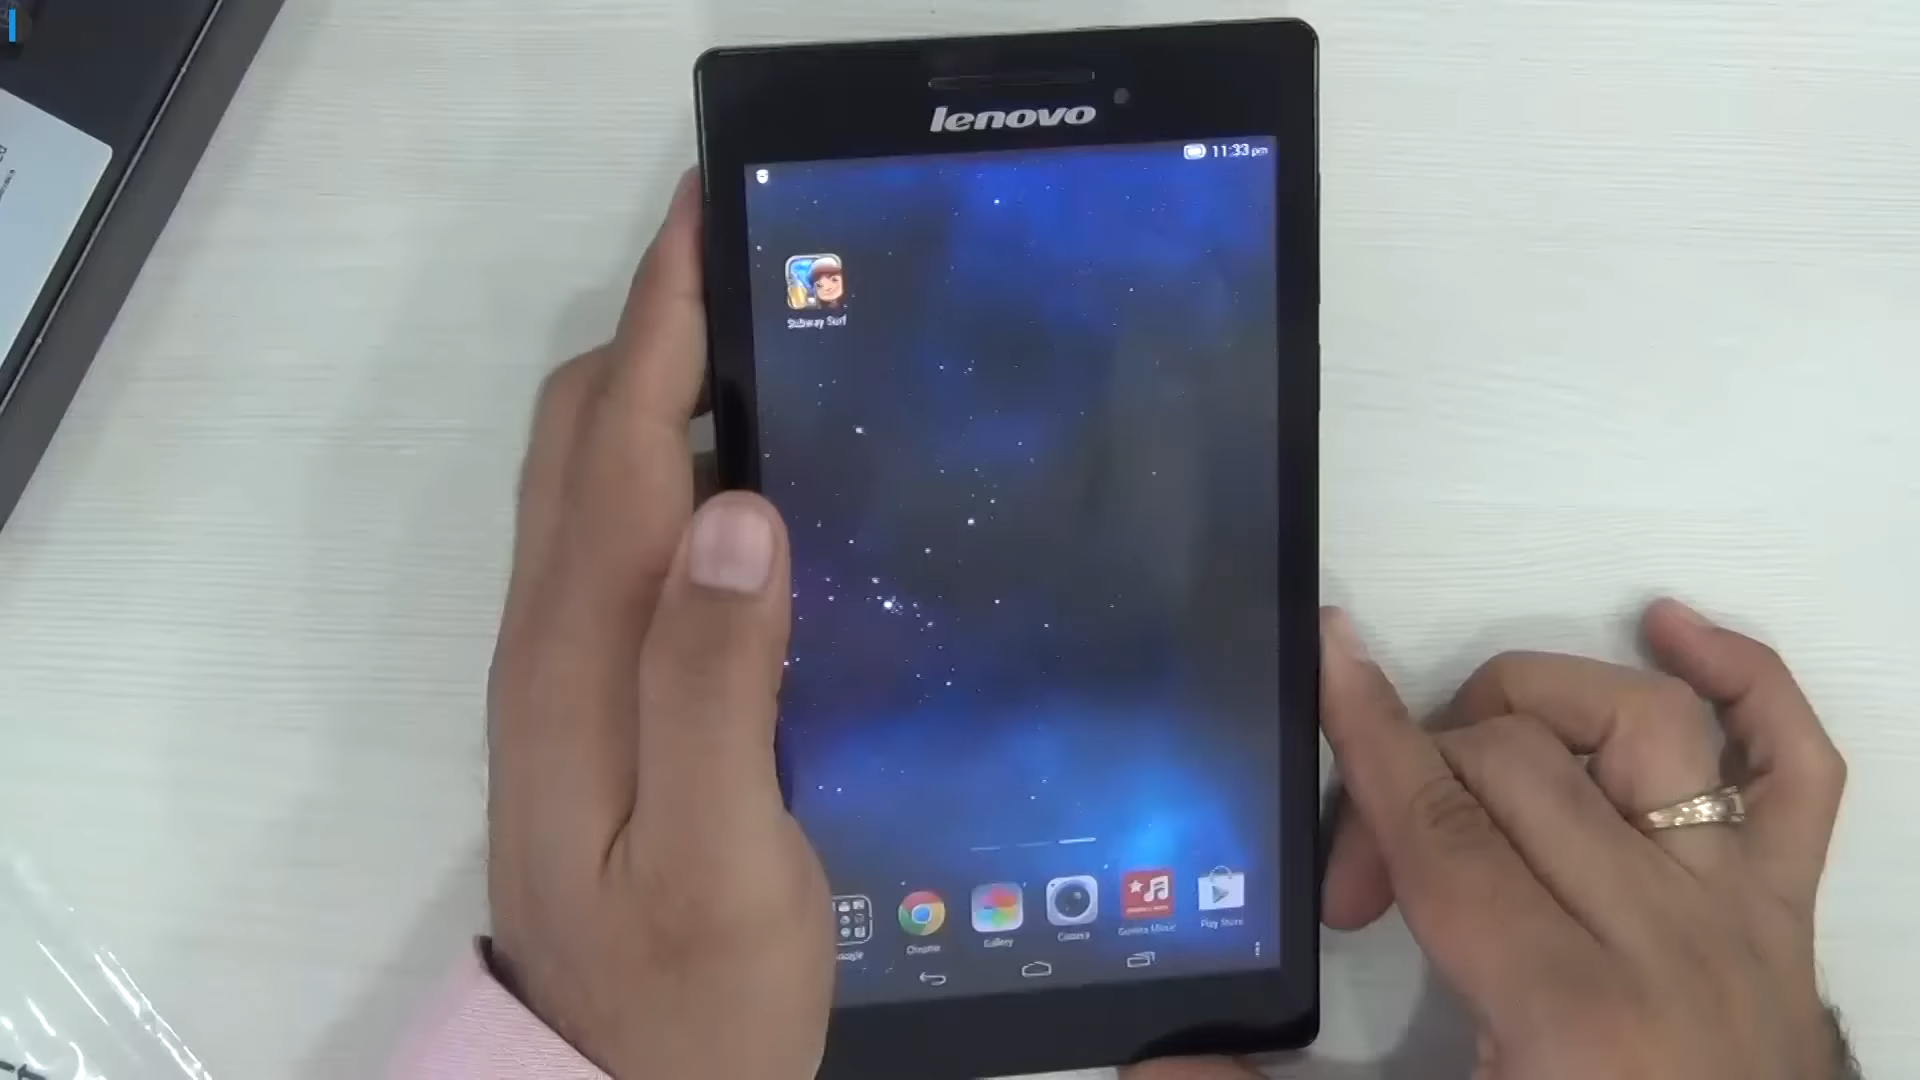 lenovo
11:33 pm
Subway Surf
Chrome
Gallery
Camera
Play Store